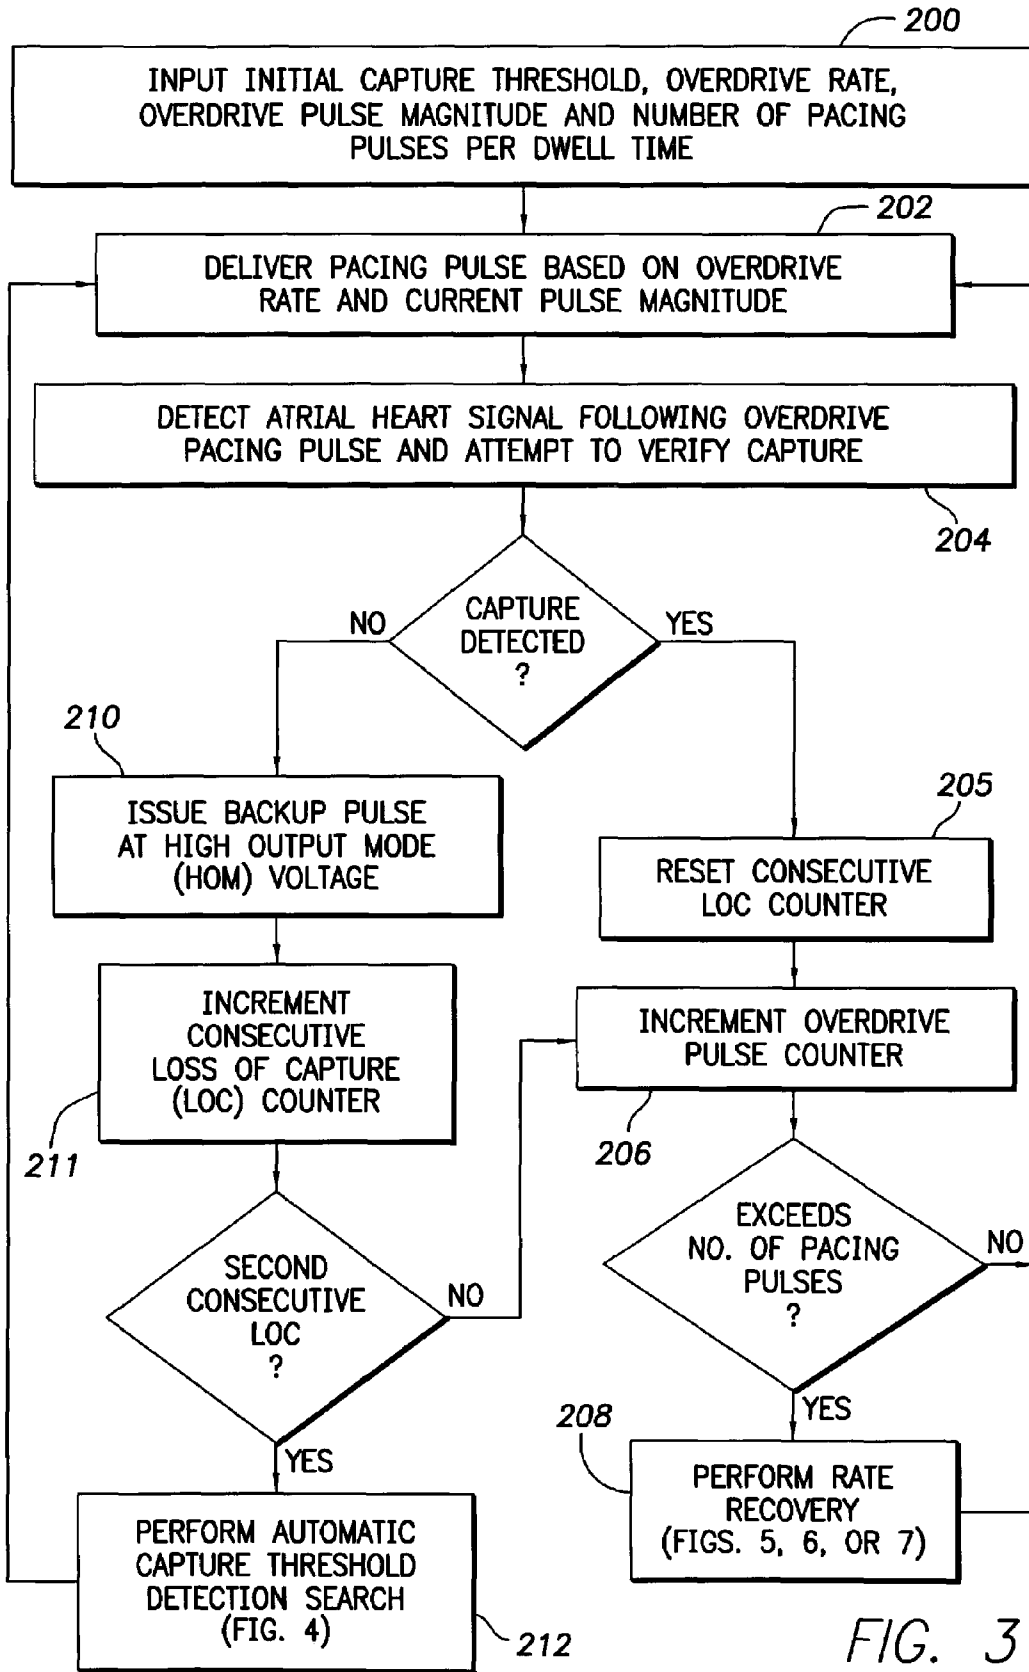 200
INPUT INITIAL CAPTURE THRESHOLD, OVERDRIVE RATE,
OVERDRIVE PULSE MAGNITUDE AND NUMBER OF PACING
PULSES PER DWELL TIME
202
DELIVER PACING PULSE BASED ON OVERDRIVE
RATE AND CURRENT PULSE MAGNITUDE
DETECT ATRIAL HEART SIGNAL FOLLOWING OVERDRIVE
PACING PULSE AND ATTEMPT TO VERIFY CAPTURE
204
CAPTURE
DETECTED
?
NO
YES
210
ISSUE BACKUP PULSE
AT HIGH OUTPUT MODE
(HOM) VOLTAGE
205
RESET CONSECUTIVE
LOC COUNTER
INCREMENT
CONSECUTIVE
LOSS OF CAPTURE
(LOC) COUNTER
211
INCREMENT OVERDRIVE
PULSE COUNTER
206
SECOND
CONSECUTIVE
LOC
?
NO
YES
EXCEEDS
NO. OF PACING
PULSES
?
NO
YES
208
PERFORM RATE
RECOVERY
(FIGS. 5, 6, OR 7)
PERFORM AUTOMATIC
CAPTURE THRESHOLD
DETECTION SEARCH
(FIG. 4)
212
FIG. 3